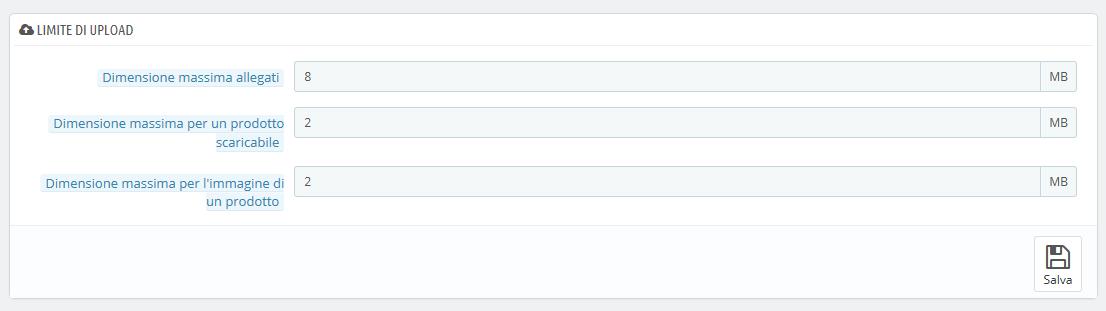 LIMITE DI UPLOAD
Dimensione massima allegati 8 MB
Dimensione massima per un prodotto 2 MB
scaricabile
Dimensione massima per l'immagine di 2 MB
un prodotto
Salva